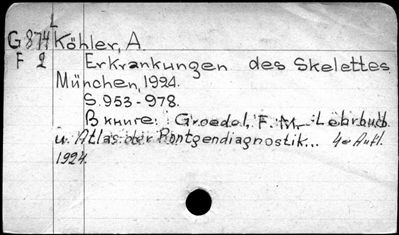 L
G 874 Köhler, A.
F 2 Erkrankungen des Skelettes
München, 1924.
S. 953-978.
В книге: Groedel, F. M. Lehrbuch
u. Atlas der Röntgendiagnostik... 4e Aufl.
1924.